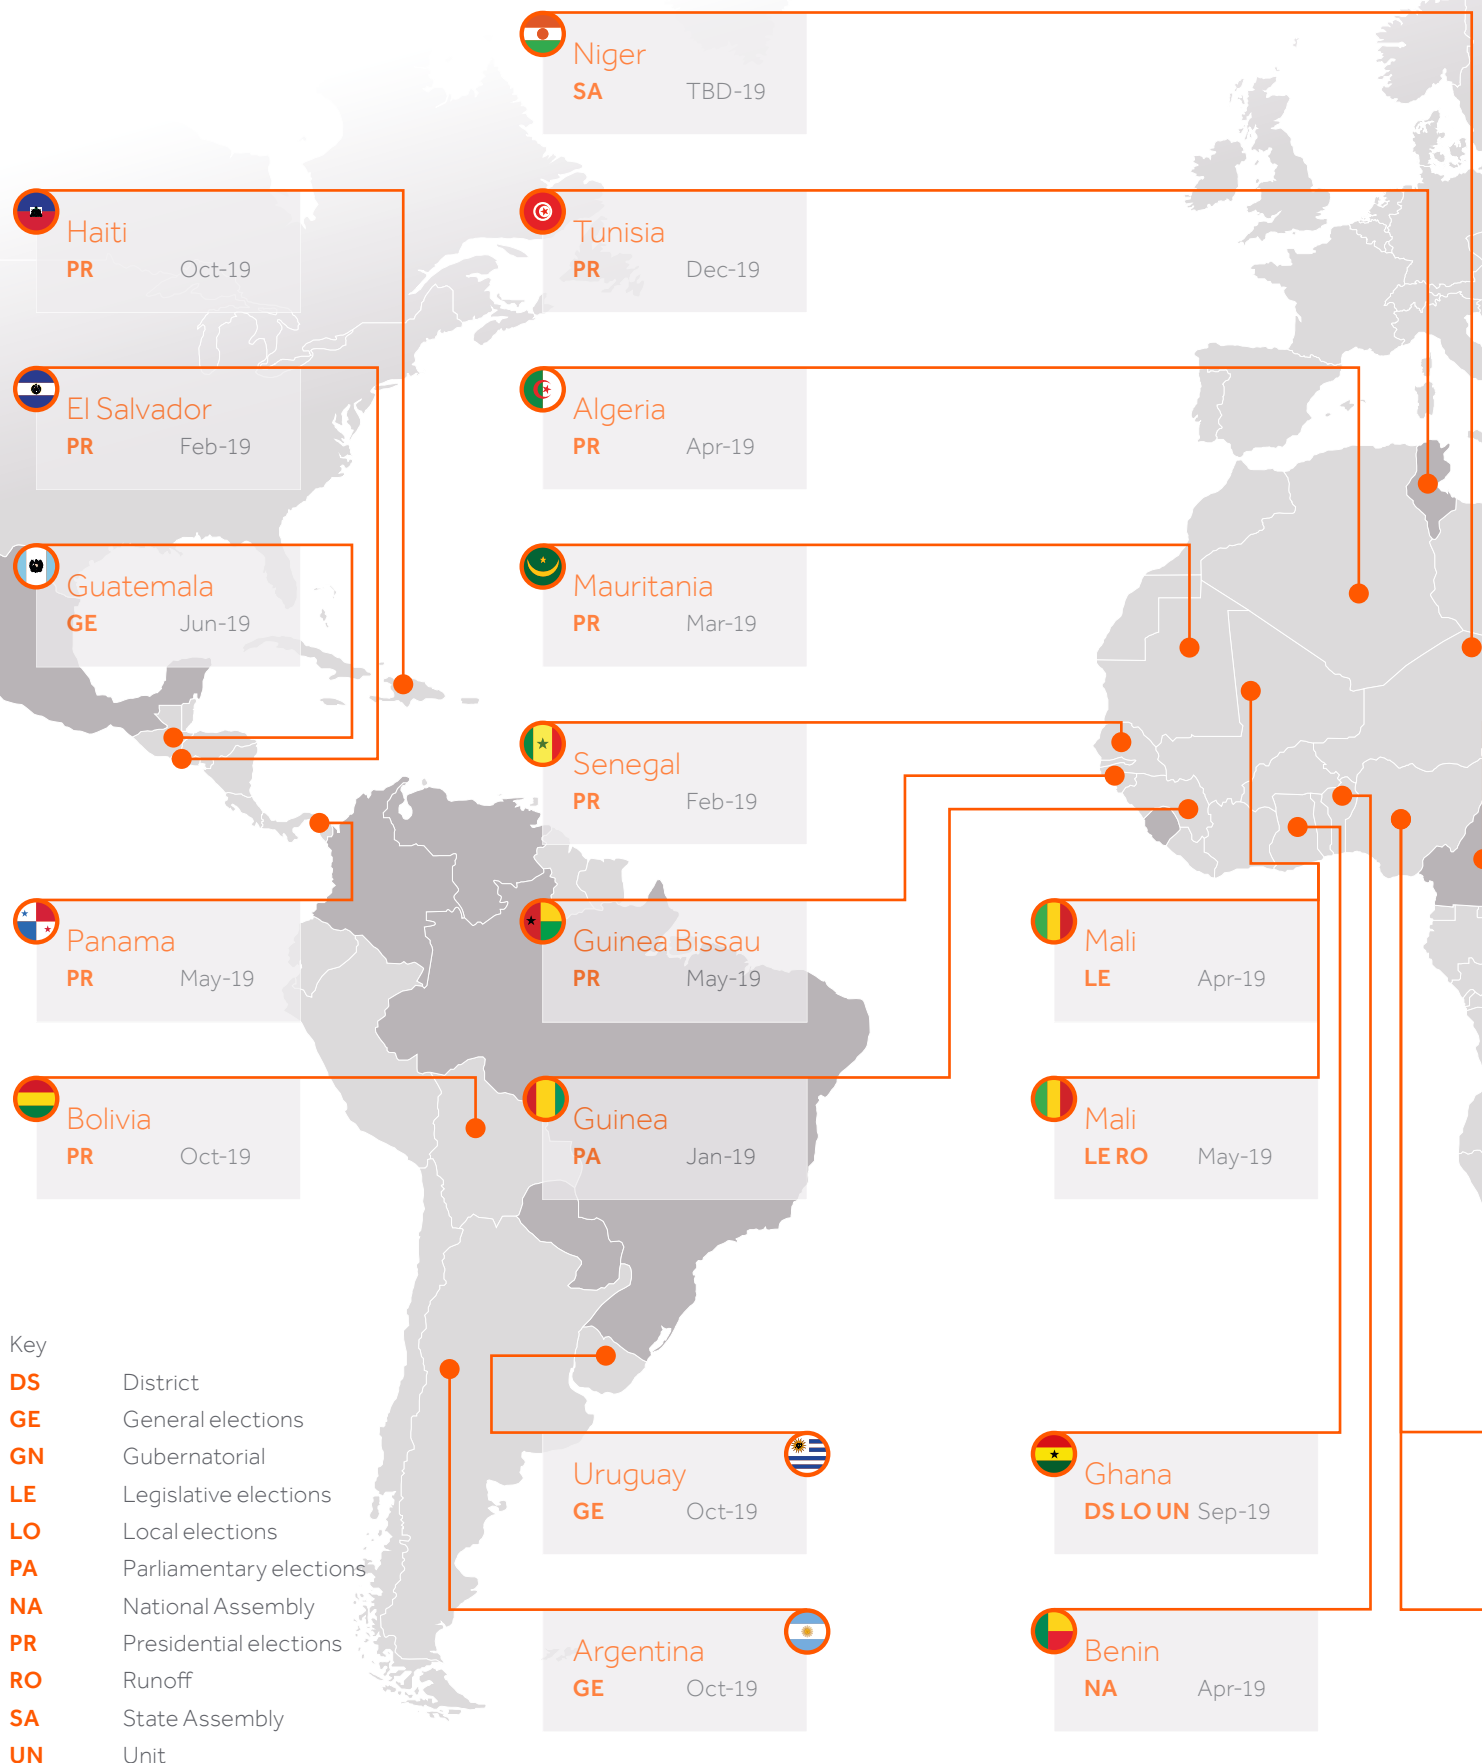 Niger
SA TBD-19
Haiti
PR Oct-19
Tunisia
PR Dec-19
El Salvador
PR Feb-19
Algeria
PR Apr-19
Guatemala
GE Jun-19
Mauritania
PR Mar-19
Senegal
PR Feb-19
Panama
PR May-19
Guinea Bissau
PR May-19
Mali
LE Apr-19
Bolivia
PR Oct-19
Guinea
PA Jan-19
Mali
LE RO May-19
Uruguay
GE Oct-19
Ghana
DS LO UN Sep-19
Argentina
GE Oct-19
Benin
NA Apr-19
Key
DS District
GE General elections
GN Gubernatorial
LE Legislative elections
LO Local elections
PA Parliamentary elections
NA National Assembly
PR Presidential elections
RO Runoff
SA State Assembly
UN Unit